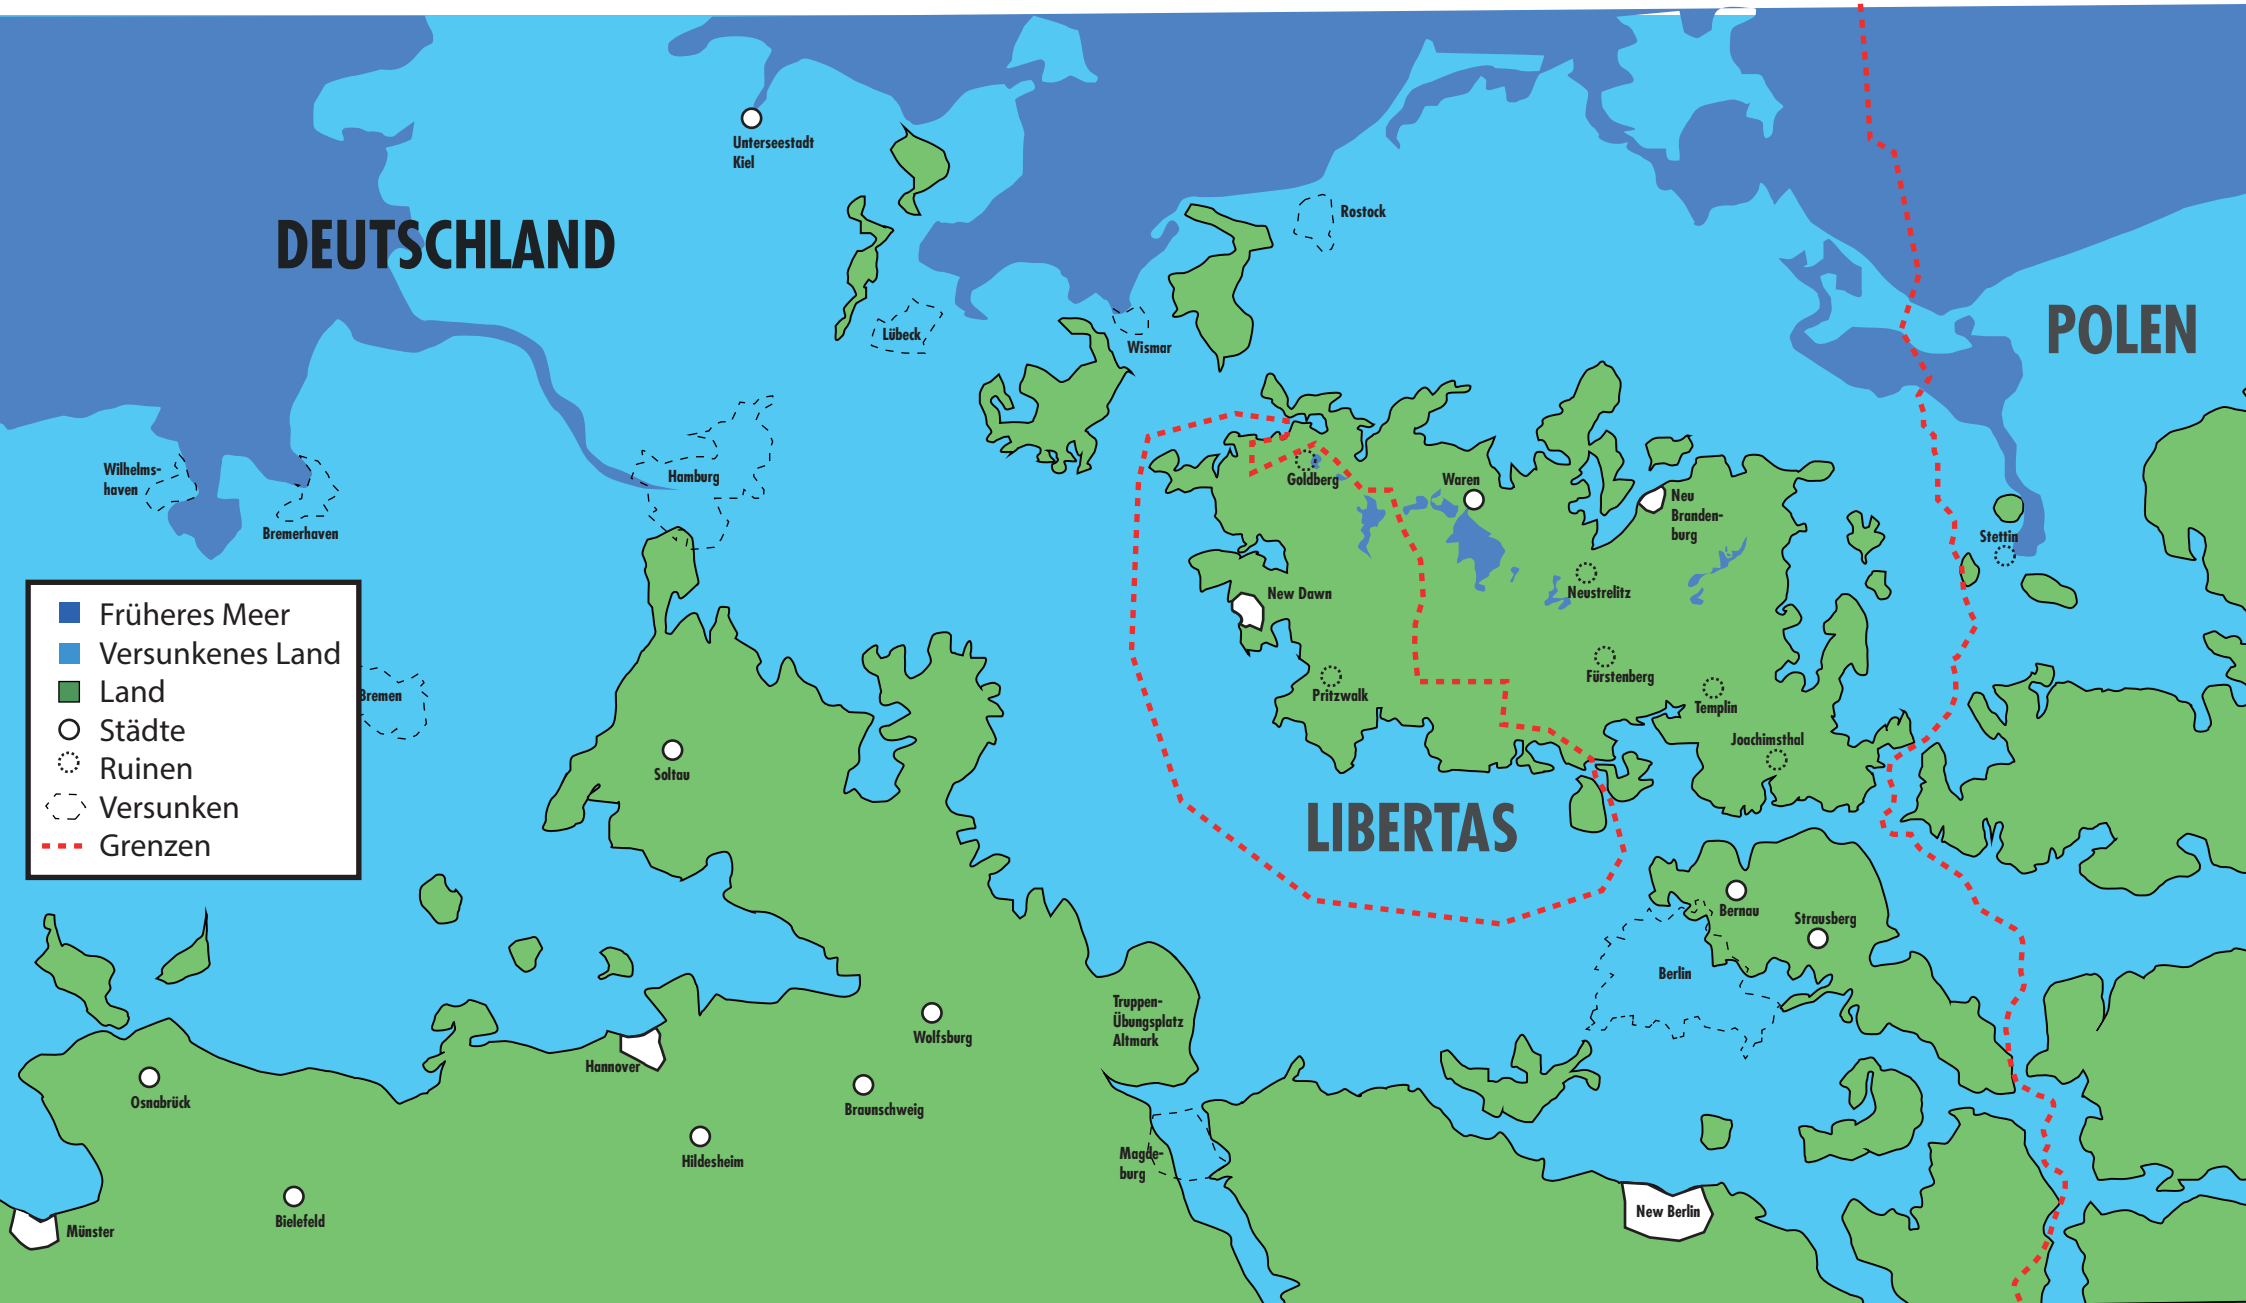 Unterseestadt
Kiel
Rostock
DEUTSCHLAND
POLEN
Lübeck
Wismar
Wilhelms-
haven
Hamburg
Bremerhaven
Goldberg
Waren
Neu
Branden-
burg
Stettin
New Dawn
Neustrelitz
Früheres Meer
Versunkenes Land
Land
Städte
Ruinen
Versunken
Grenzen
Bremen
Pritzwalk
Fürstenberg
Templin
Joachimsthal
Soltau
LIBERTAS
Bernau
Strausberg
Berlin
Truppen-
Übungsplatz
Altmark
Wolfsburg
Hannover
Osnabrück
Braunschweig
Hildesheim
Magde-
burg
Bielefeld
Münster
New Berlin